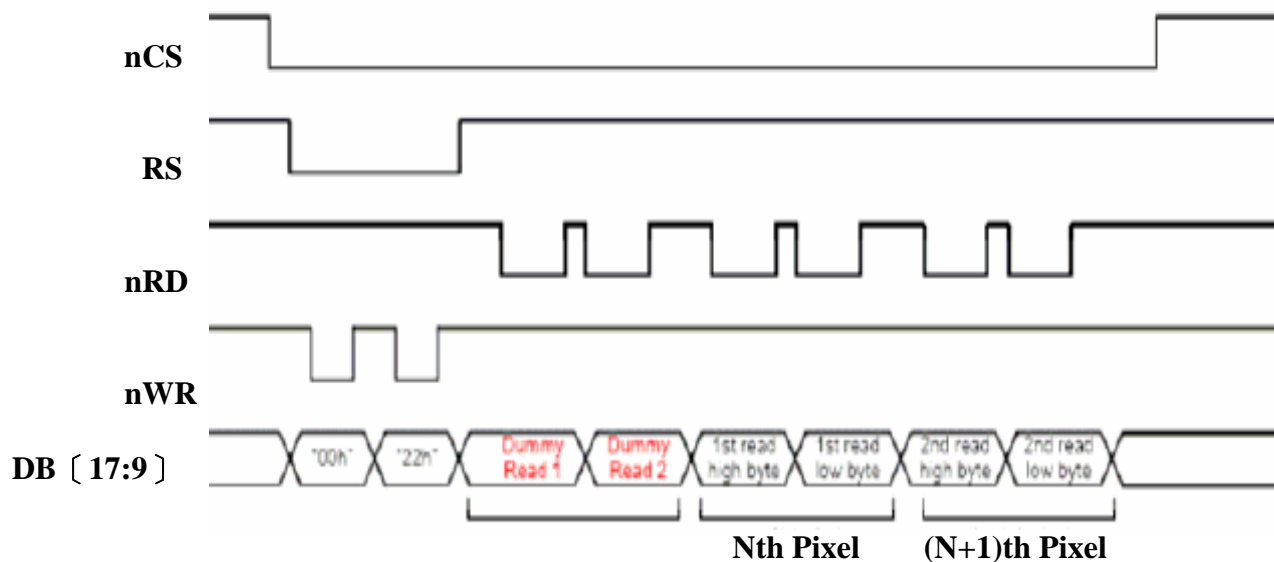 nCS
RS
nRD
nWR
DB〔17:9〕
"00h"
"22h"
Dummy
Read 1
Dummy
Read 2
1st read
high byte
1st read
low byte
2nd read
high byte
2nd read
low byte
Nth Pixel
(N+1)th Pixel